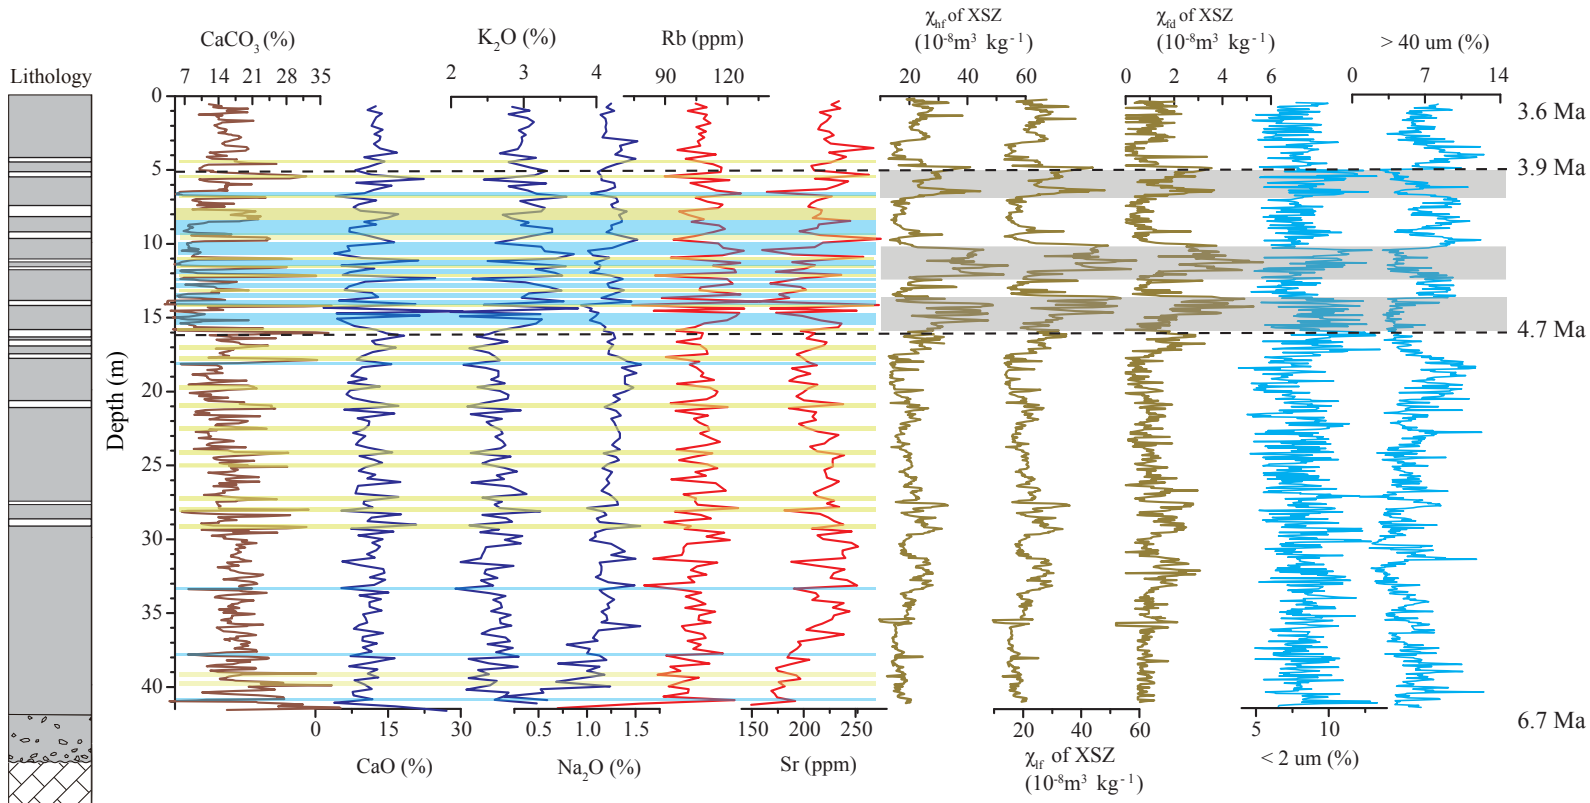 CaCO3 (%)
K2O (%)
Rb (ppm)
χhf of XSZ
(10-8m3 kg-1)
χfd of XSZ
(10-8m3 kg-1)
> 40 um (%)
Lithology
7 14 21 28 35
2 3 4
90 120
20 40 60
0 2 4 6
0 7 14
Depth (m)
0
5
10
15
20
25
30
35
40
3.6 Ma
3.9 Ma
4.7 Ma
6.7 Ma
0 15 30
0.5 1.0 1.5
150 200 250
20 40 60
5 10
CaO (%)
Na2O (%)
Sr (ppm)
χlf of XSZ
(10-8m3 kg-1)
< 2 um (%)